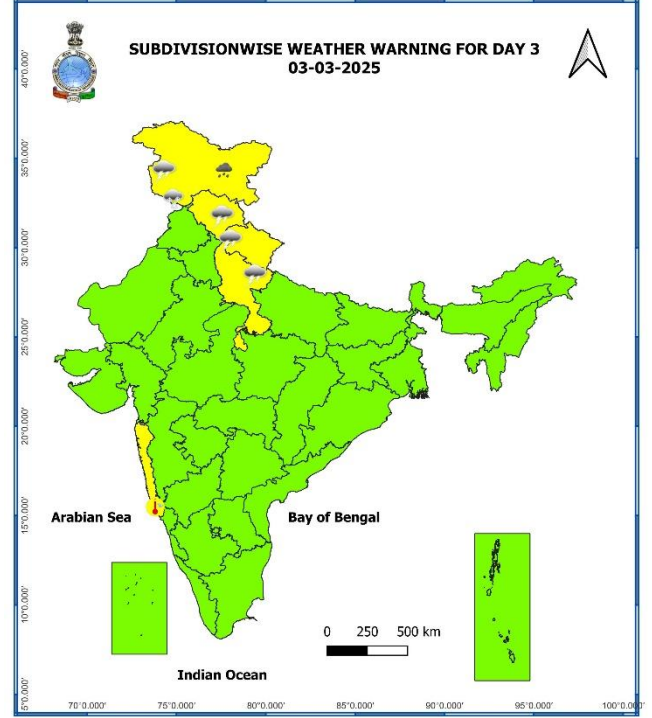 SUBDIVISIONWISE WEATHER WARNING FOR DAY 3
03-03-2025
40°0.000'
35°0.000'
30°0.000'
25°0.000'
20°0.000'
15°0.000'
10°0.000'
5°0.000'
Arabian Sea
Bay of Bengal
0 250 500 km
Indian Ocean
70°0.000' 75°0.000' 80°0.000' 85°0.000' 90°0.000' 95°0.000' 100°0.000'